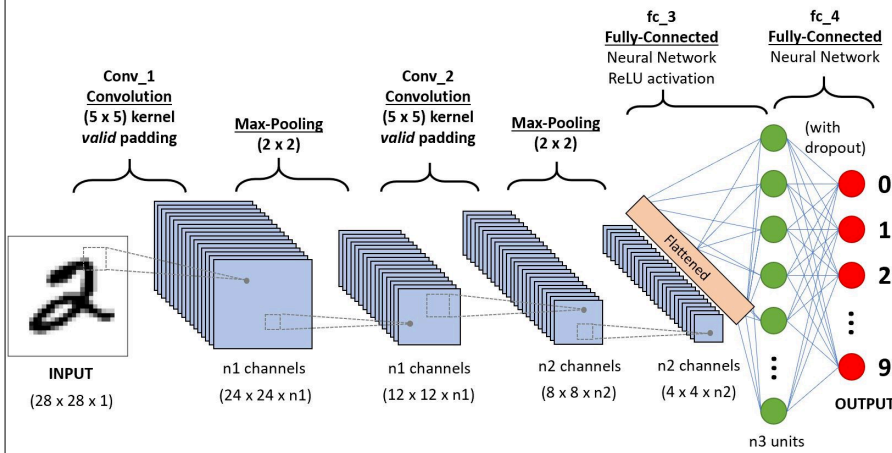 fc_3
Fully-Connected
Neural Network
ReLU activation
fc_4
Fully-Connected
Neural Network
Conv_1
Convolution
(5 x 5) kernel
valid padding
Max-Pooling
(2 x 2)
Conv_2
Convolution
(5 x 5) kernel
valid padding
Max-Pooling
(2 x 2)
(with
dropout)
Flattened
0
1
2
9
INPUT
(28 x 28 x 1)
n1 channels
(24 x 24 x n1)
n1 channels
(12 x 12 x n1)
n2 channels
(8 x 8 x n2)
n2 channels
(4 x 4 x n2)
OUTPUT
n3 units